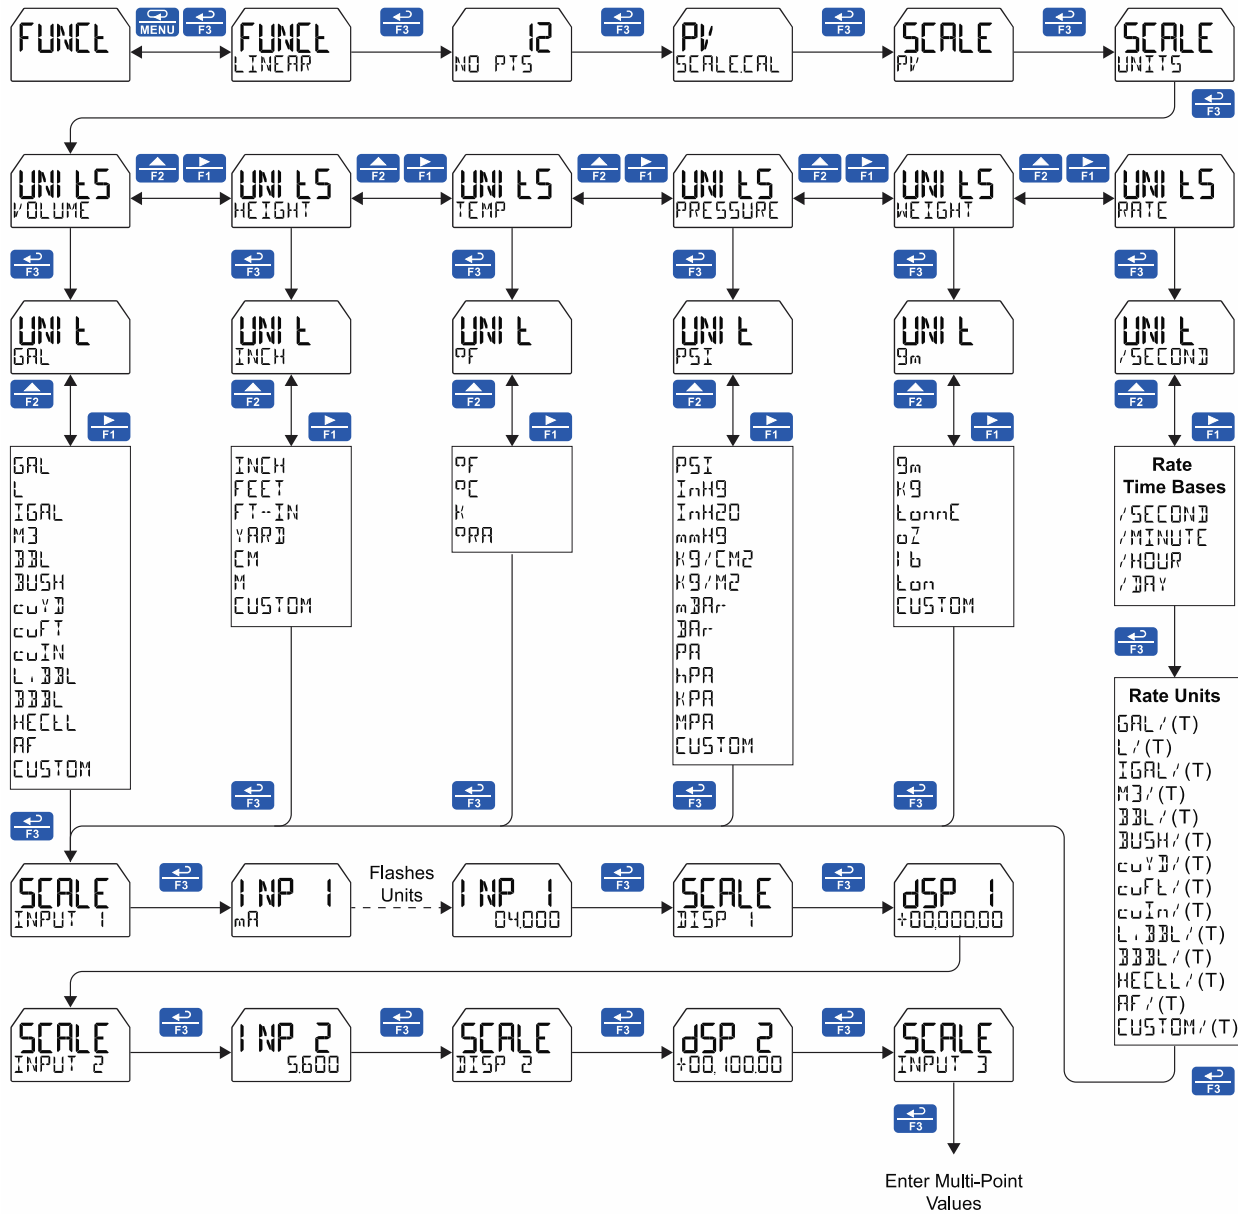 FUNCt
MENU F3
FUNCt
LINEAR
F3
12
NO PTS
F3
PV
SCALE.CAL
F3
SCALE
PV
F3
SCALE
UNITS
F3
UNItS
VOLUME
F2 F1
UNItS
HEIGHT
F2 F1
UNItS
TEMP
F2 F1
UNItS
PRESSURE
F2 F1
UNItS
WEIGHT
F2 F1
UNItS
RATE
F3
F3
F3
F3
F3
F3
UNIt
GAL
UNIt
INCH
UNIt
°F
UNIt
PSI
UNIt
gm
UNIt
/SECOND
F2
F1
F2
F1
F2
F1
F2
F1
F2
F1
F2
F1
GAL
L
IGAL
M3
BBL
BUSH
cuYD
cuFT
cuIN
LiBBL
BBBL
HECtL
AF
CUSTOM
INCH
FEET
FT-IN
YARD
CM
M
CUSTOM
°F
°C
K
°RA
PSI
InHg
InH2O
mmHg
Kg/CM2
Kg/M2
mBAr
BAr
PA
hPA
KPA
MPA
CUSTOM
gm
Kg
tonnE
oZ
lb
ton
CUSTOM
Rate
Time Bases
/SECOND
/MINUTE
/HOUR
/DAY
F3
Rate Units
GAL/(T)
L/(T)
IGAL/(T)
M3/(T)
BBL/(T)
BUSH/(T)
cuYD/(T)
cuFt/(T)
cuIn/(T)
LiBBL/(T)
BBBL/(T)
HECtL/(T)
AF/(T)
CUSTOM/(T)
F3
F3
F3
F3
F3
F3
F3
SCALE
INPUT 1
F3
INP 1
mA
Flashes
Units
INP 1
04.000
F3
SCALE
DISP 1
F3
dSP 1
+00,000.00
SCALE
INPUT 2
F3
INP 2
5.600
F3
SCALE
DISP 2
F3
dSP 2
+00,100.00
F3
SCALE
INPUT 3
F3
Enter Multi-Point
Values